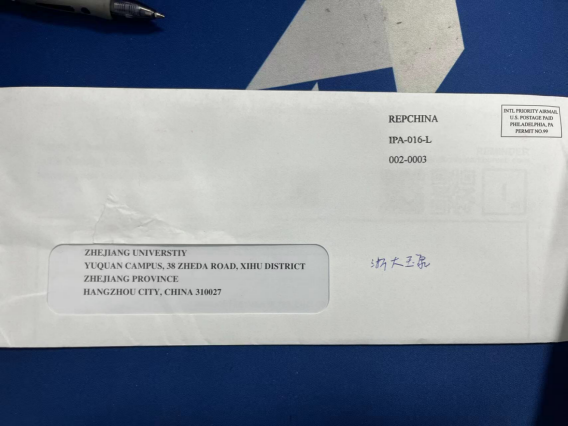 REPCHINA
IPA-016-L
002-0003
INTL PRIORITY AIRMAIL
U.S. POSTAGE PAID
PHILADELPHIA, PA
PERMIT NO.99
ZHEJIANG UNIVERSTIY
YUQUAN CAMPUS, 38 ZHEDA ROAD, XIHU DISTRICT
ZHEJIANG PROVINCE
HANGZHOU CITY, CHINA 310027
浙大玉泉